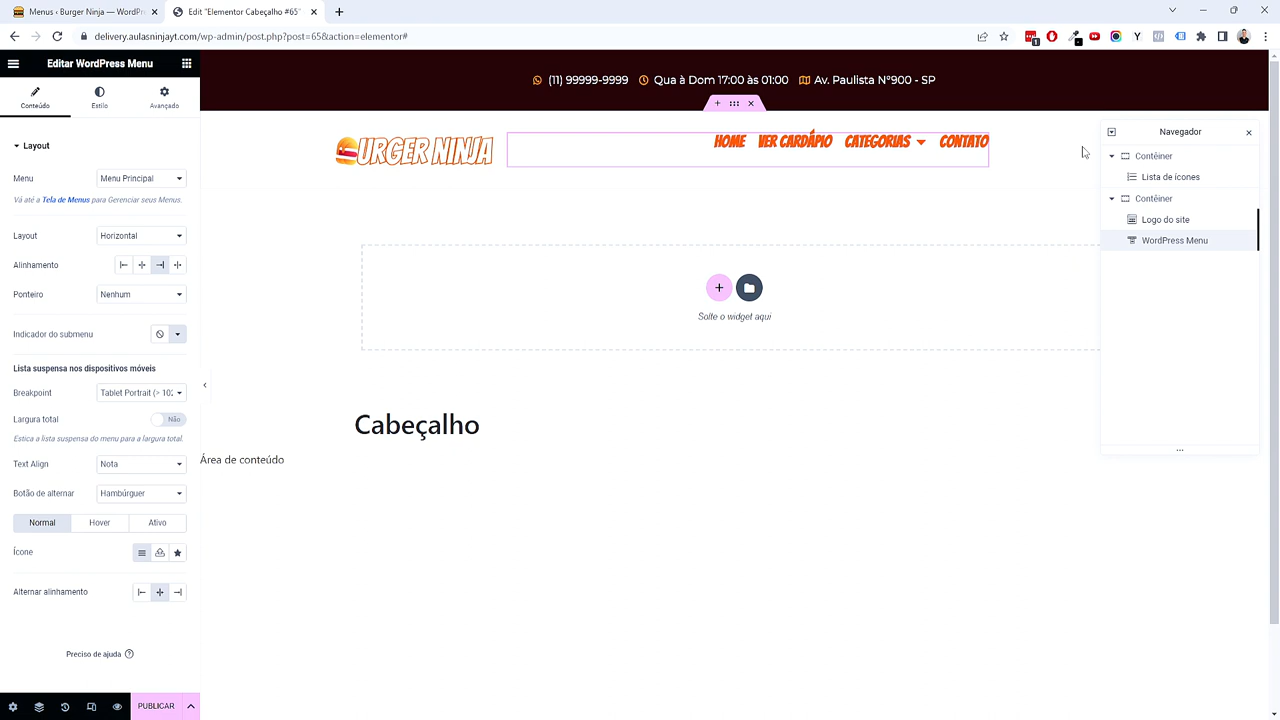 Menus ‹ Burger Ninja — WordPr
Edit "Elementor Cabeçalho #65"
delivery.aulasninjayt.com/wp-admin/post.php?post=65&action=elementor#
Editar WordPress Menu
Conteúdo
Estilo
Avançado
Layout
Menu
Menu Principal
Vá até a Tela de Menus para Gerenciar seus Menus.
Layout
Horizontal
Alinhamento
Ponteiro
Nenhum
Indicador do submenu
Lista suspensa nos dispositivos móveis
Breakpoint
Tablet Portrait (> 102
Largura total
Não
Estica a lista suspensa do menu para a largura total.
Text Align
Nota
Botão de alternar
Hambúrguer
Normal
Hover
Ativo
Ícone
Alternar alinhamento
Preciso de ajuda
PUBLICAR
(11) 99999-9999
Qua à Dom 17:00 às 01:00
Av. Paulista Nº900 - SP
BURGER NINJA
HOME
VER CARDÁPIO
CATEGORIAS
CONTATO
Solte o widget aqui
Cabeçalho
Área de conteúdo
Navegador
Contêiner
Lista de ícones
Contêiner
Logo do site
WordPress Menu